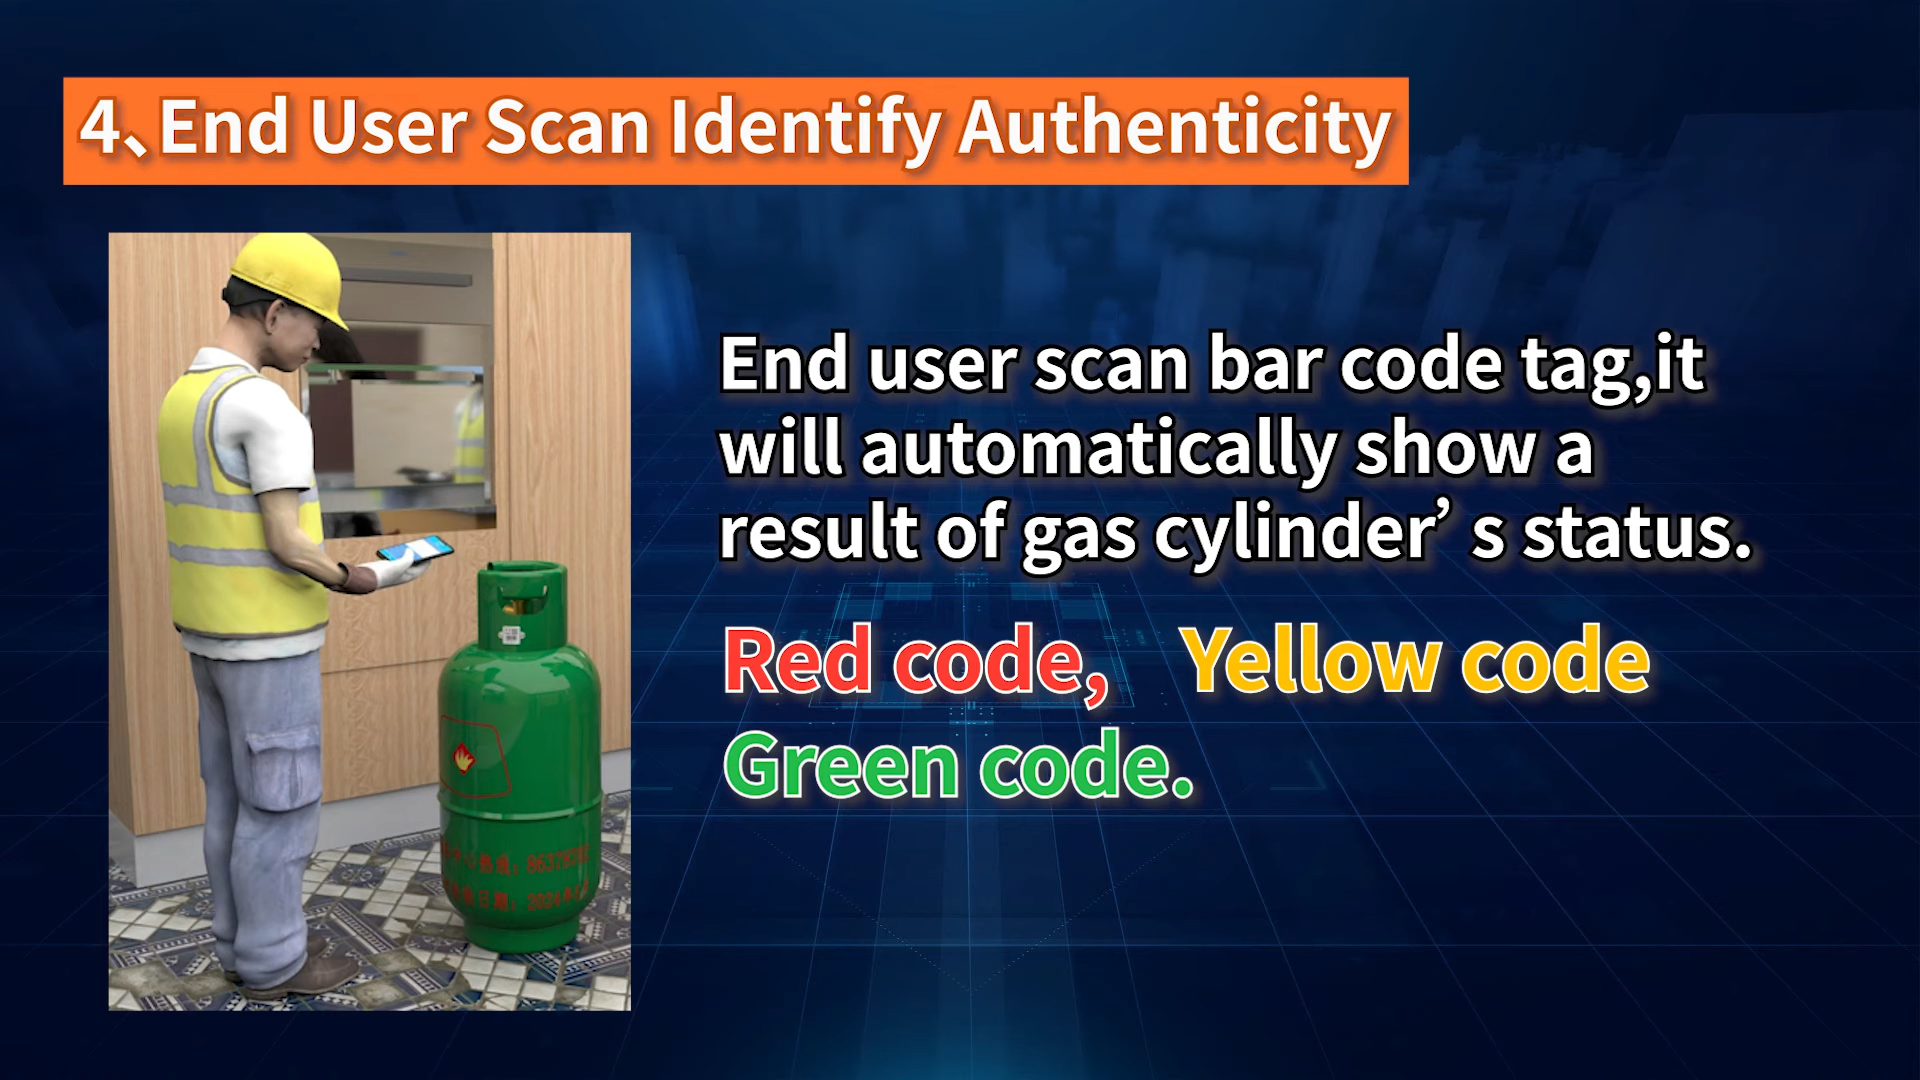 4、End User Scan Identify Authenticity
End user scan bar code tag,it
will automatically show a
result of gas cylinder’ s status.
Red code, Yellow code
Green code.